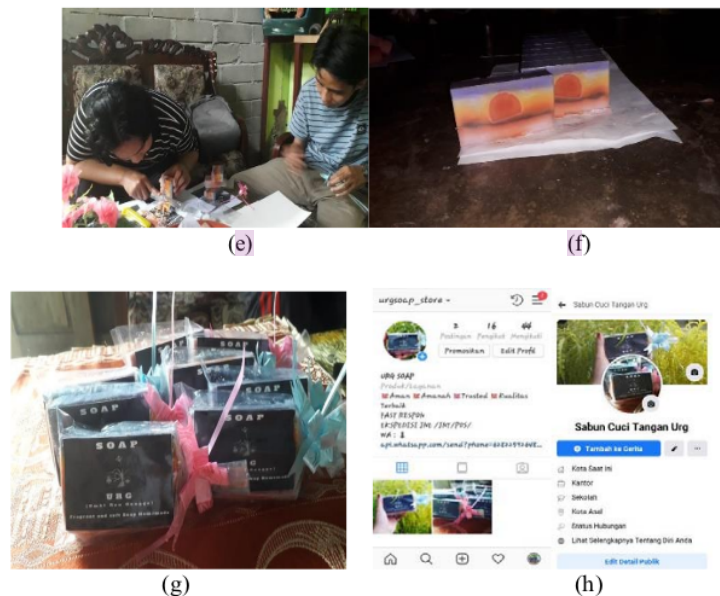 (e)
(f)
SOAP
SOAP
SOAP
URG
URG
Fragrant and soft Soap Homemade
(g)
urgsoap_store
2 16 44
Postingan Pengikut Mengikuti
Promosikan Edit Profil
URG SOAP
Produk/Layanan
Aman Amanah Trusted Kualitas
Terbaik
FAST RESPON
EKSPEDISI JNE /JNT/POS/
WA :
Sabun Cuci Tangan Urg
Sabun Cuci Tangan Urg
Tambah ke Cerita
Kota Saat Ini
Kantor
Sekolah
Kota Asal
Status Hubungan
Lihat Selengkapnya Tentang Diri Anda
Edit Detail Publik
(h)